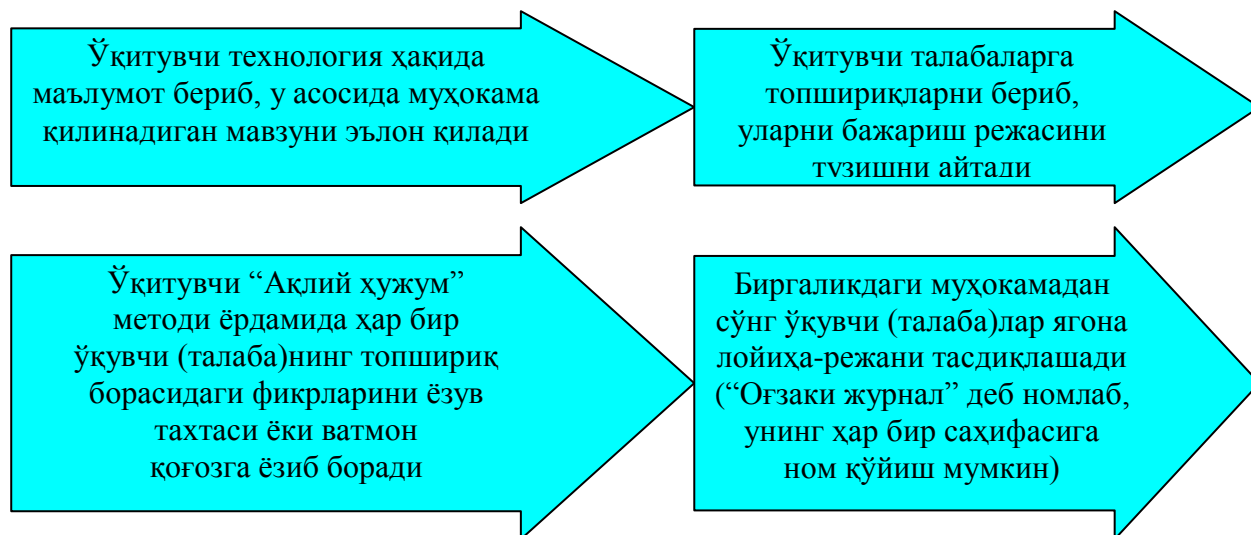 Ўқитувчи технология ҳақида
маълумот бериб, у асосида муҳокама
қилинадиган мавзуни эълон қилади
Ўқитувчи талабаларга
топшириқларни бериб,
уларни бажариш режасини
тузишни айтади
Ўқитувчи “Ақлий ҳужум”
методи ёрдамида ҳар бир
ўқувчи (талаба)нинг топшириқ
борасидаги фикрларини ёзув
тахтаси ёки ватмон
қоғозга ёзиб боради
Биргаликдаги муҳокамадан
сўнг ўқувчи (талаба)лар ягона
лойиҳа-режани тасдиқлашади
(“Оғзаки журнал” деб номлаб,
унинг ҳар бир саҳифасига
ном қўйиш мумкин)